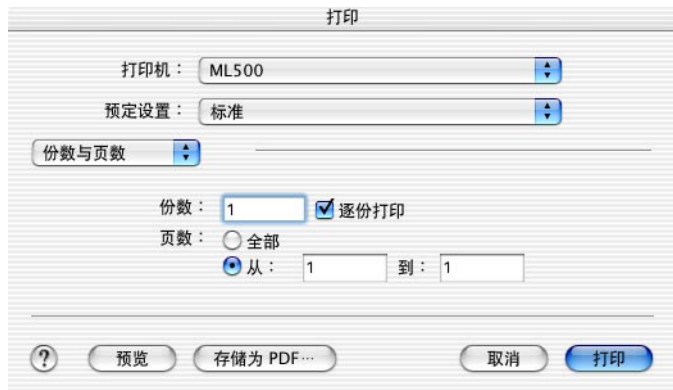 打印
打印机： ML500
预定设置： 标准
份数与页数
份数： 1 逐份打印
页数： 全部
从： 1 到： 1
? 预览 存储为 PDF… 取消 打印